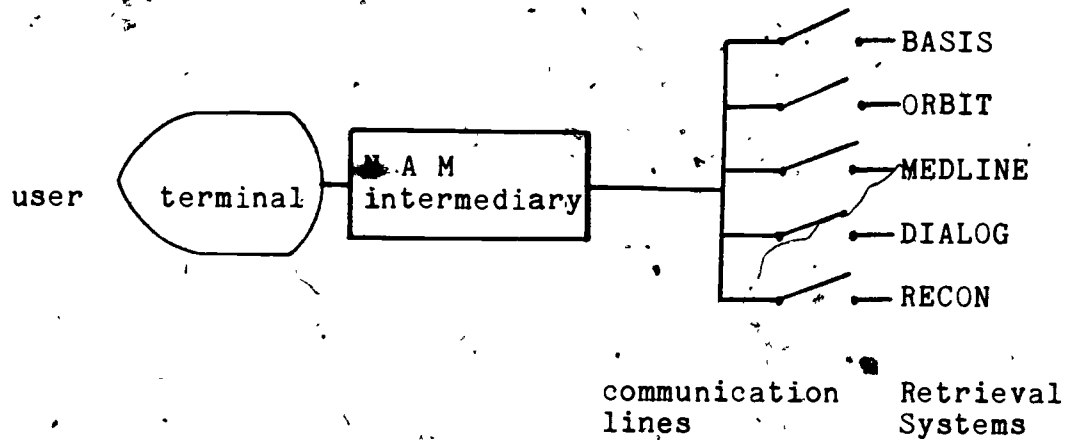 BASIS
ORBIT
MEDLINE
DIALOG
RECON
user
terminal
N A M
intermediary
communication
lines
Retrieval
Systems